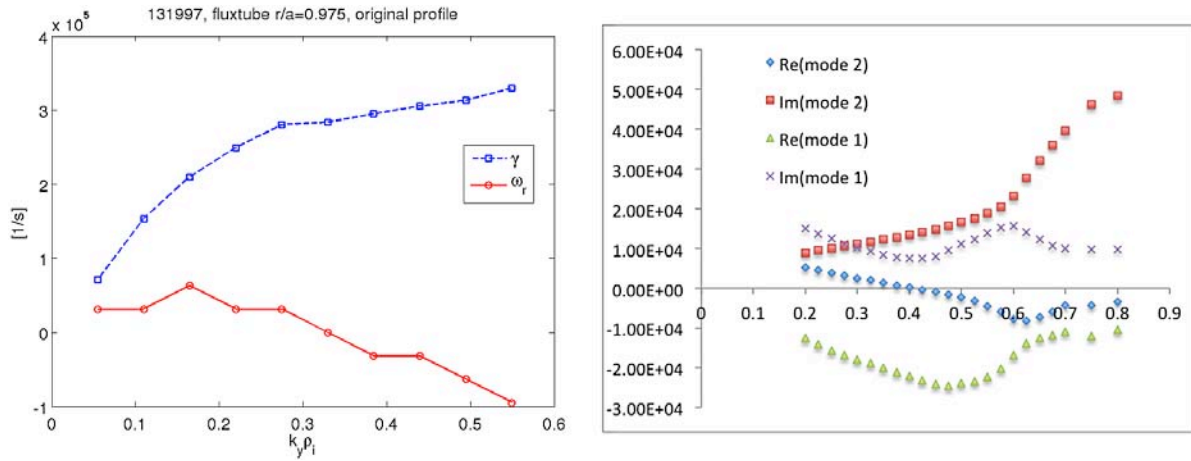 131997, fluxtube r/a=0.975, original profile
x 10⁵
4
3
2
1
0
-1
[1/s]
γ
ωr
0
0.1
0.2
0.3
0.4
0.5
0.6
kyρi
6.00E+04
5.00E+04
4.00E+04
3.00E+04
2.00E+04
1.00E+04
0.00E+00
-1.00E+04
-2.00E+04
-3.00E+04
Re(mode 2)
Im(mode 2)
Re(mode 1)
Im(mode 1)
0
0.1
0.2
0.3
0.4
0.5
0.6
0.7
0.8
0.9